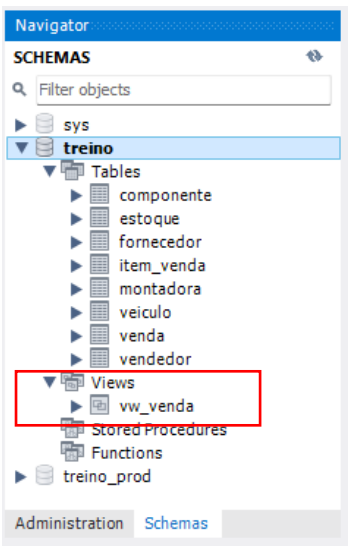 Navigator
SCHEMAS
Filter objects
sys
treino
Tables
componente
estoque
fornecedor
item_venda
montadora
veiculo
venda
vendedor
Views
vw_venda
Stored Procedures
Functions
treino_prod
Administration Schemas